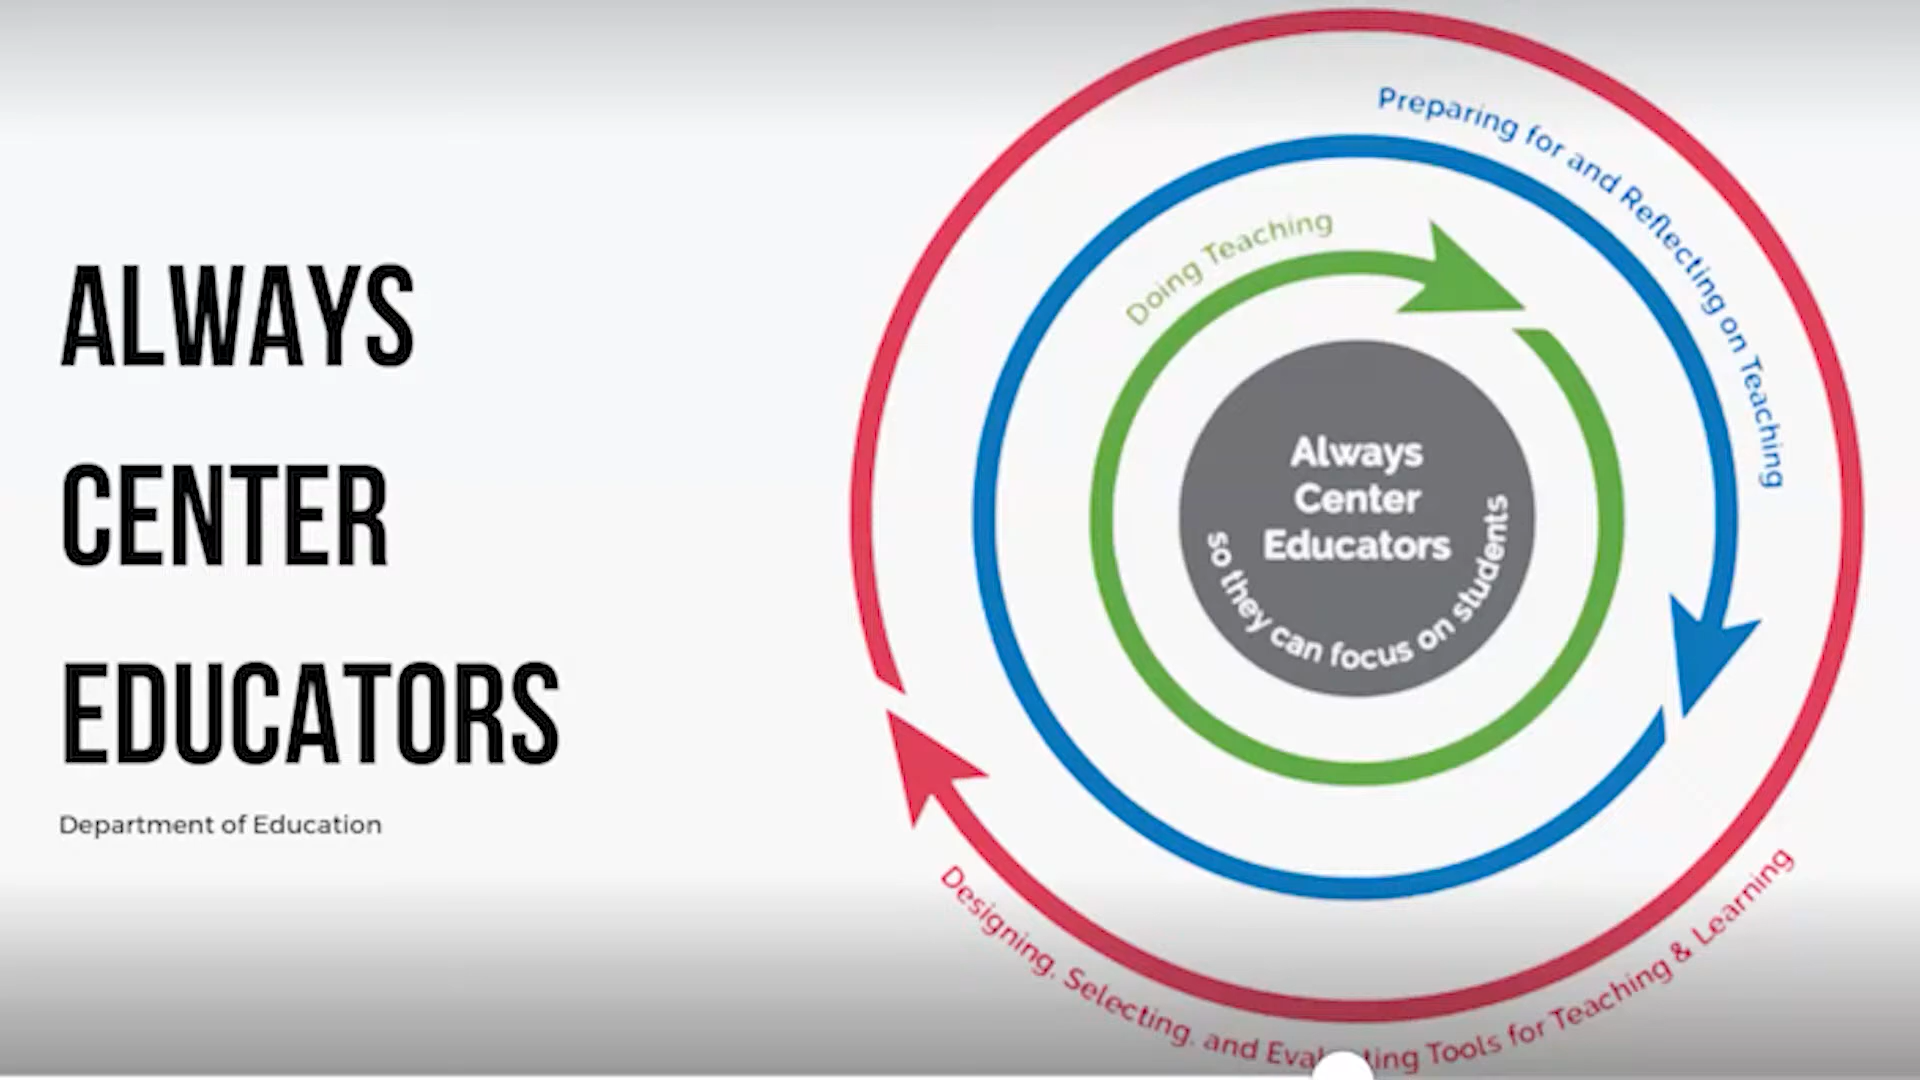 ALWAYS
CENTER
EDUCATORS
Department of Education
Preparing for and Reflecting on Teaching
Doing Teaching
Always
Center
Educators
so they can focus on students
Designing, Selecting, and Evaluating Tools for Teaching & Learning